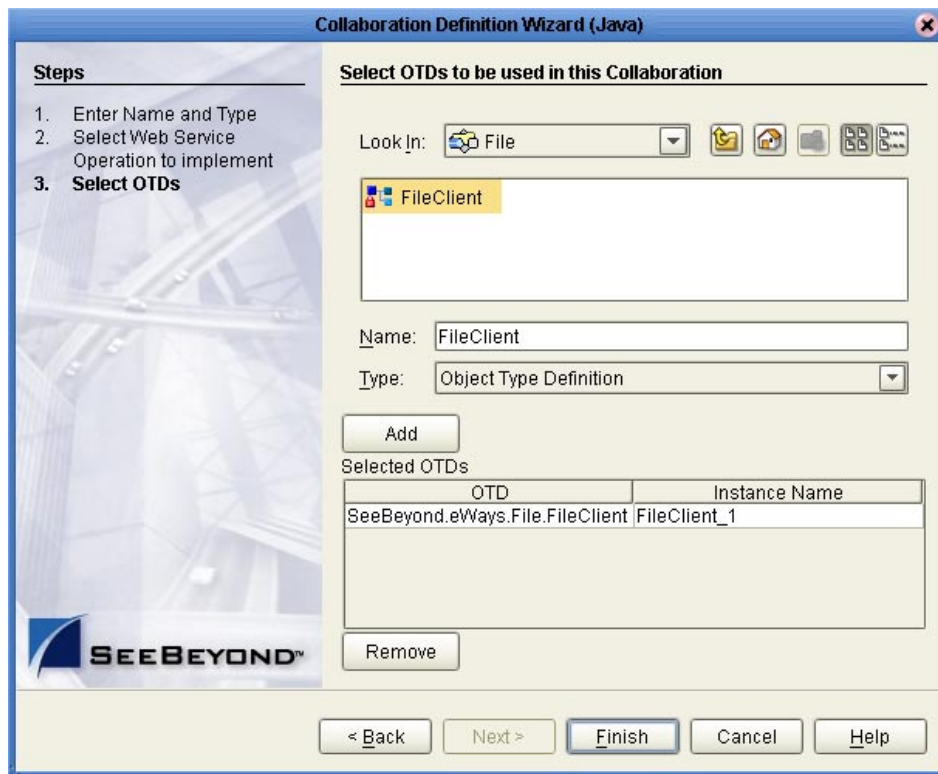 Collaboration Definition Wizard (Java)
Steps
1. Enter Name and Type
2. Select Web Service
Operation to implement
3. Select OTDs
Select OTDs to be used in this Collaboration
Look In: File
FileClient
Name: FileClient
Type: Object Type Definition
Add
Selected OTDs
OTD Instance Name
SeeBeyond.eWays.File.FileClient FileClient_1
Remove
SEEBEYOND™
< Back Next > Finish Cancel Help